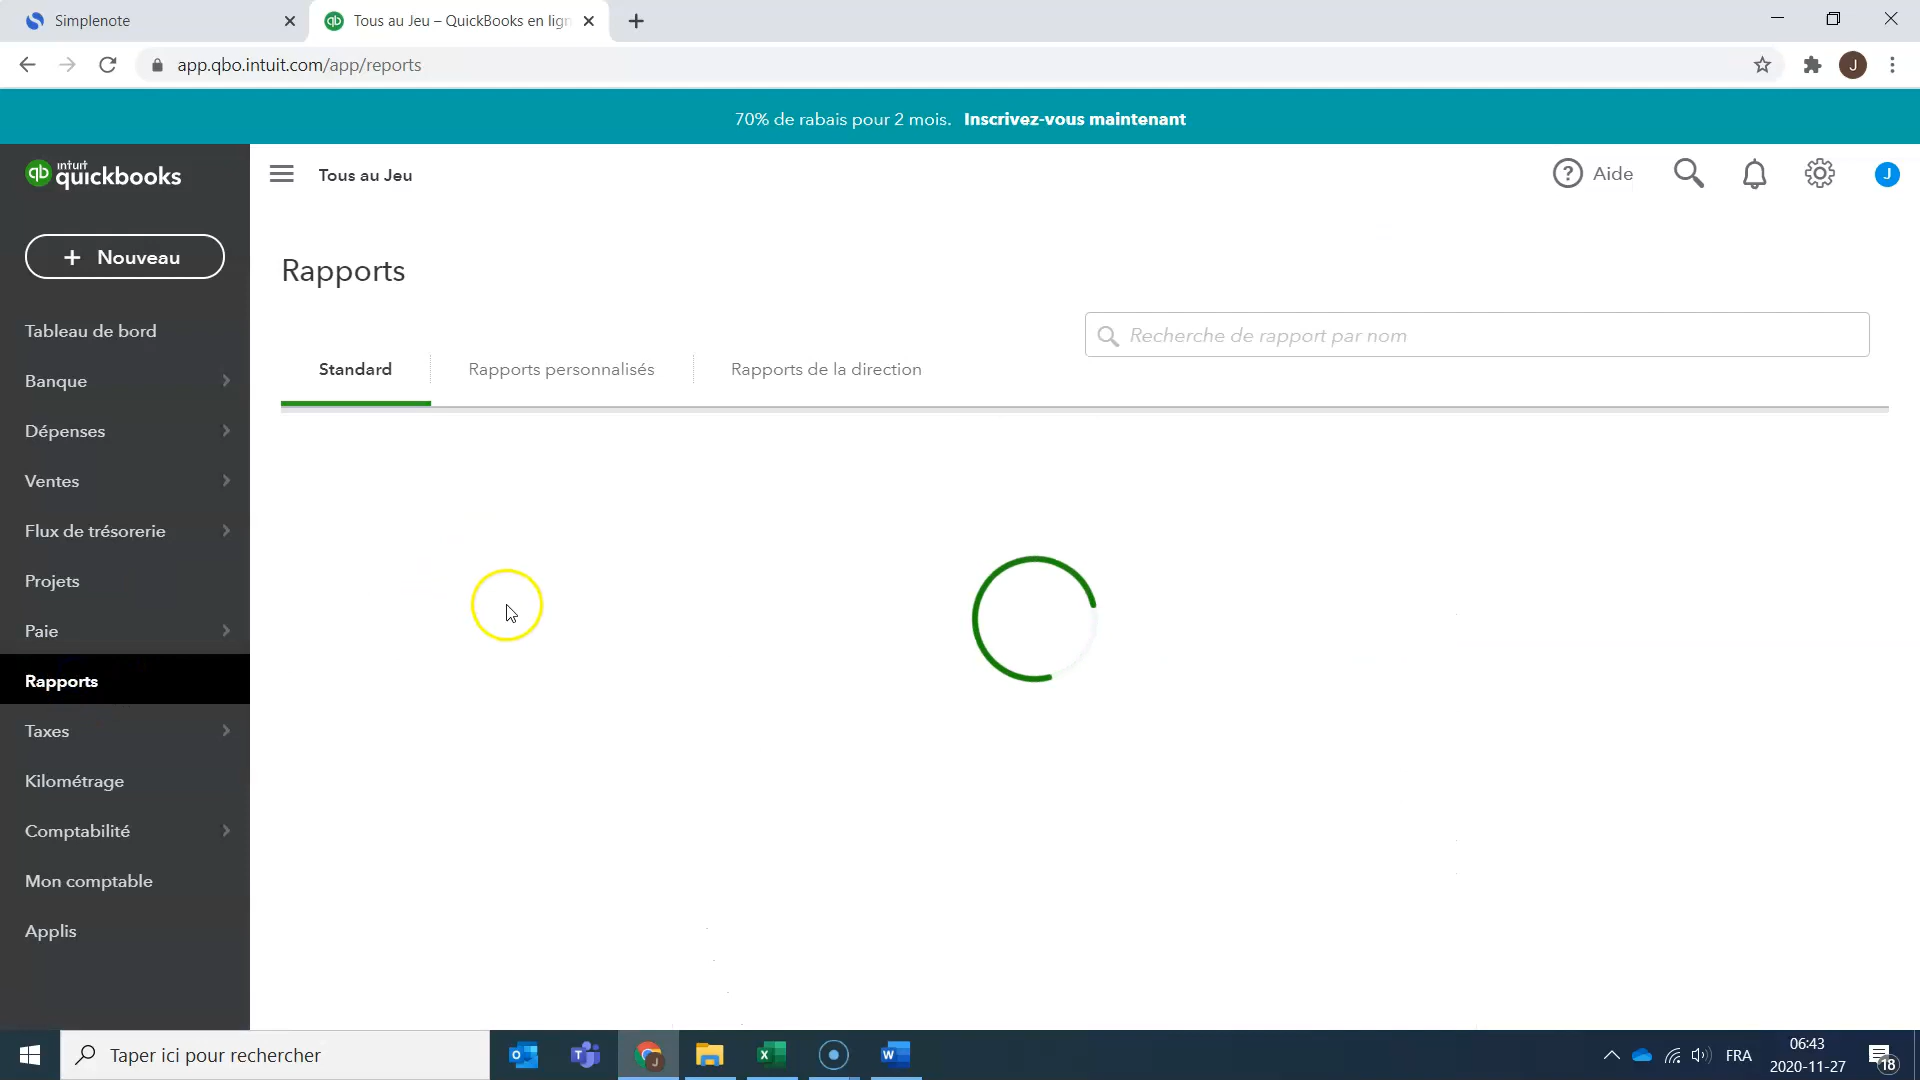 Simplenote
Tous au Jeu – QuickBooks en lign
app.qbo.intuit.com/app/reports
J
70% de rabais pour 2 mois. Inscrivez-vous maintenant
qb intuit quickbooks
Tous au Jeu
? Aide
J
+ Nouveau
Rapports
Recherche de rapport par nom
Standard
Rapports personnalisés
Rapports de la direction
Tableau de bord
Banque
Dépenses
Ventes
Flux de trésorerie
Projets
Paie
Rapports
Taxes
Kilométrage
Comptabilité
Mon comptable
Applis
Taper ici pour rechercher
FRA
06:43
2020-11-27
18